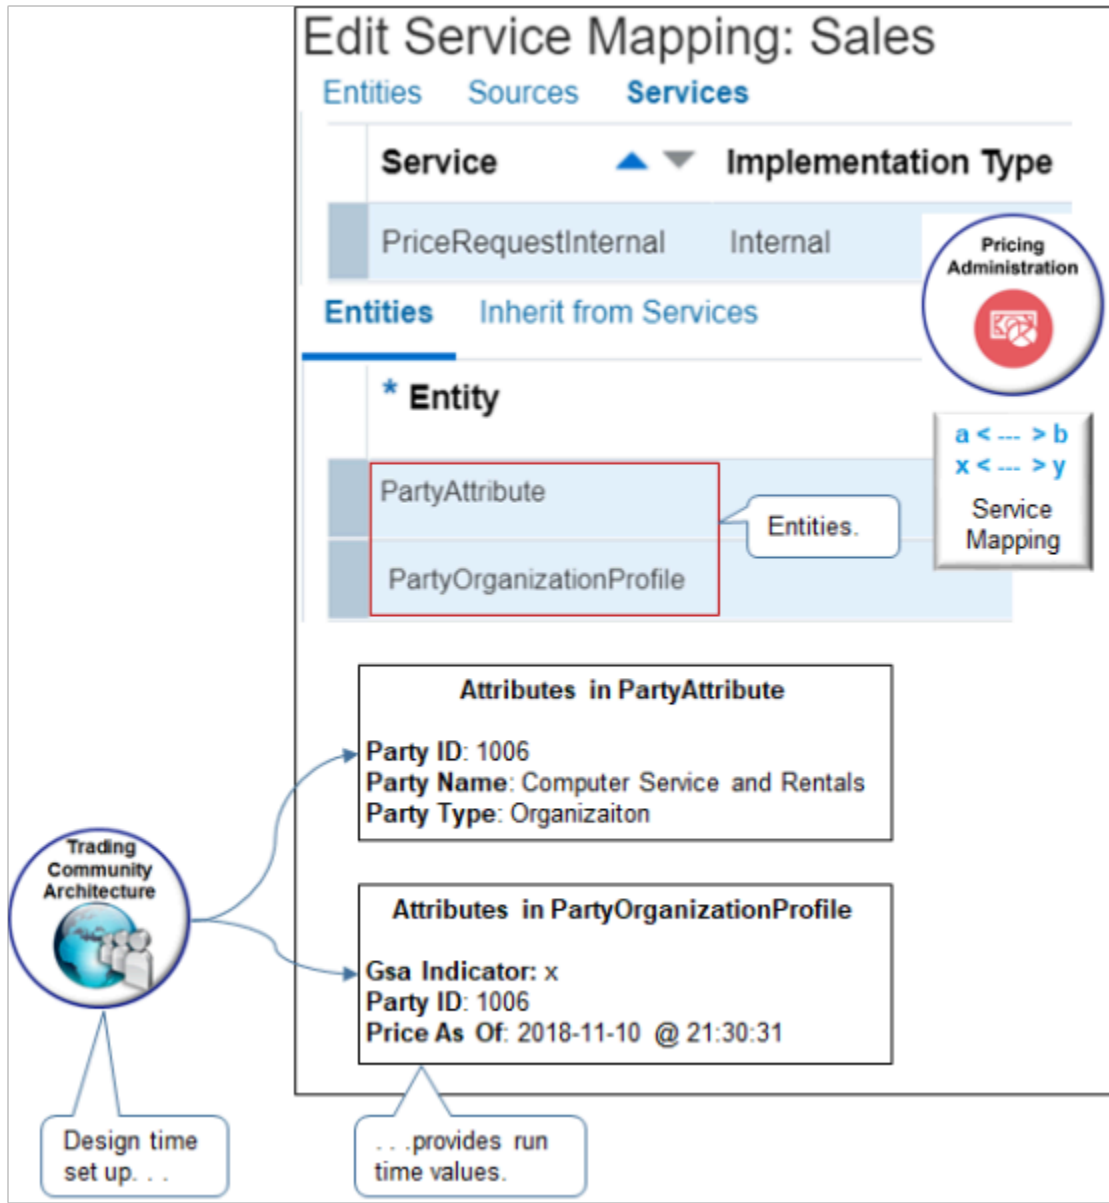 Edit Service Mapping: Sales
Entities Sources Services
Service Implementation Type
PriceRequestInternal Internal
Pricing
Administration
Entities Inherit from Services
* Entity
a < --- > b
x < --- > y
Service
Mapping
PartyAttribute
Entities.
PartyOrganizationProfile
Attributes in PartyAttribute
Party ID: 1006
Party Name: Computer Service and Rentals
Party Type: Organizaiton
Trading
Community
Architecture
Attributes in PartyOrganizationProfile
Gsa Indicator: x
Party ID: 1006
Price As Of: 2018-11-10 @ 21:30:31
Design time
set up. . .
. . .provides run
time values.